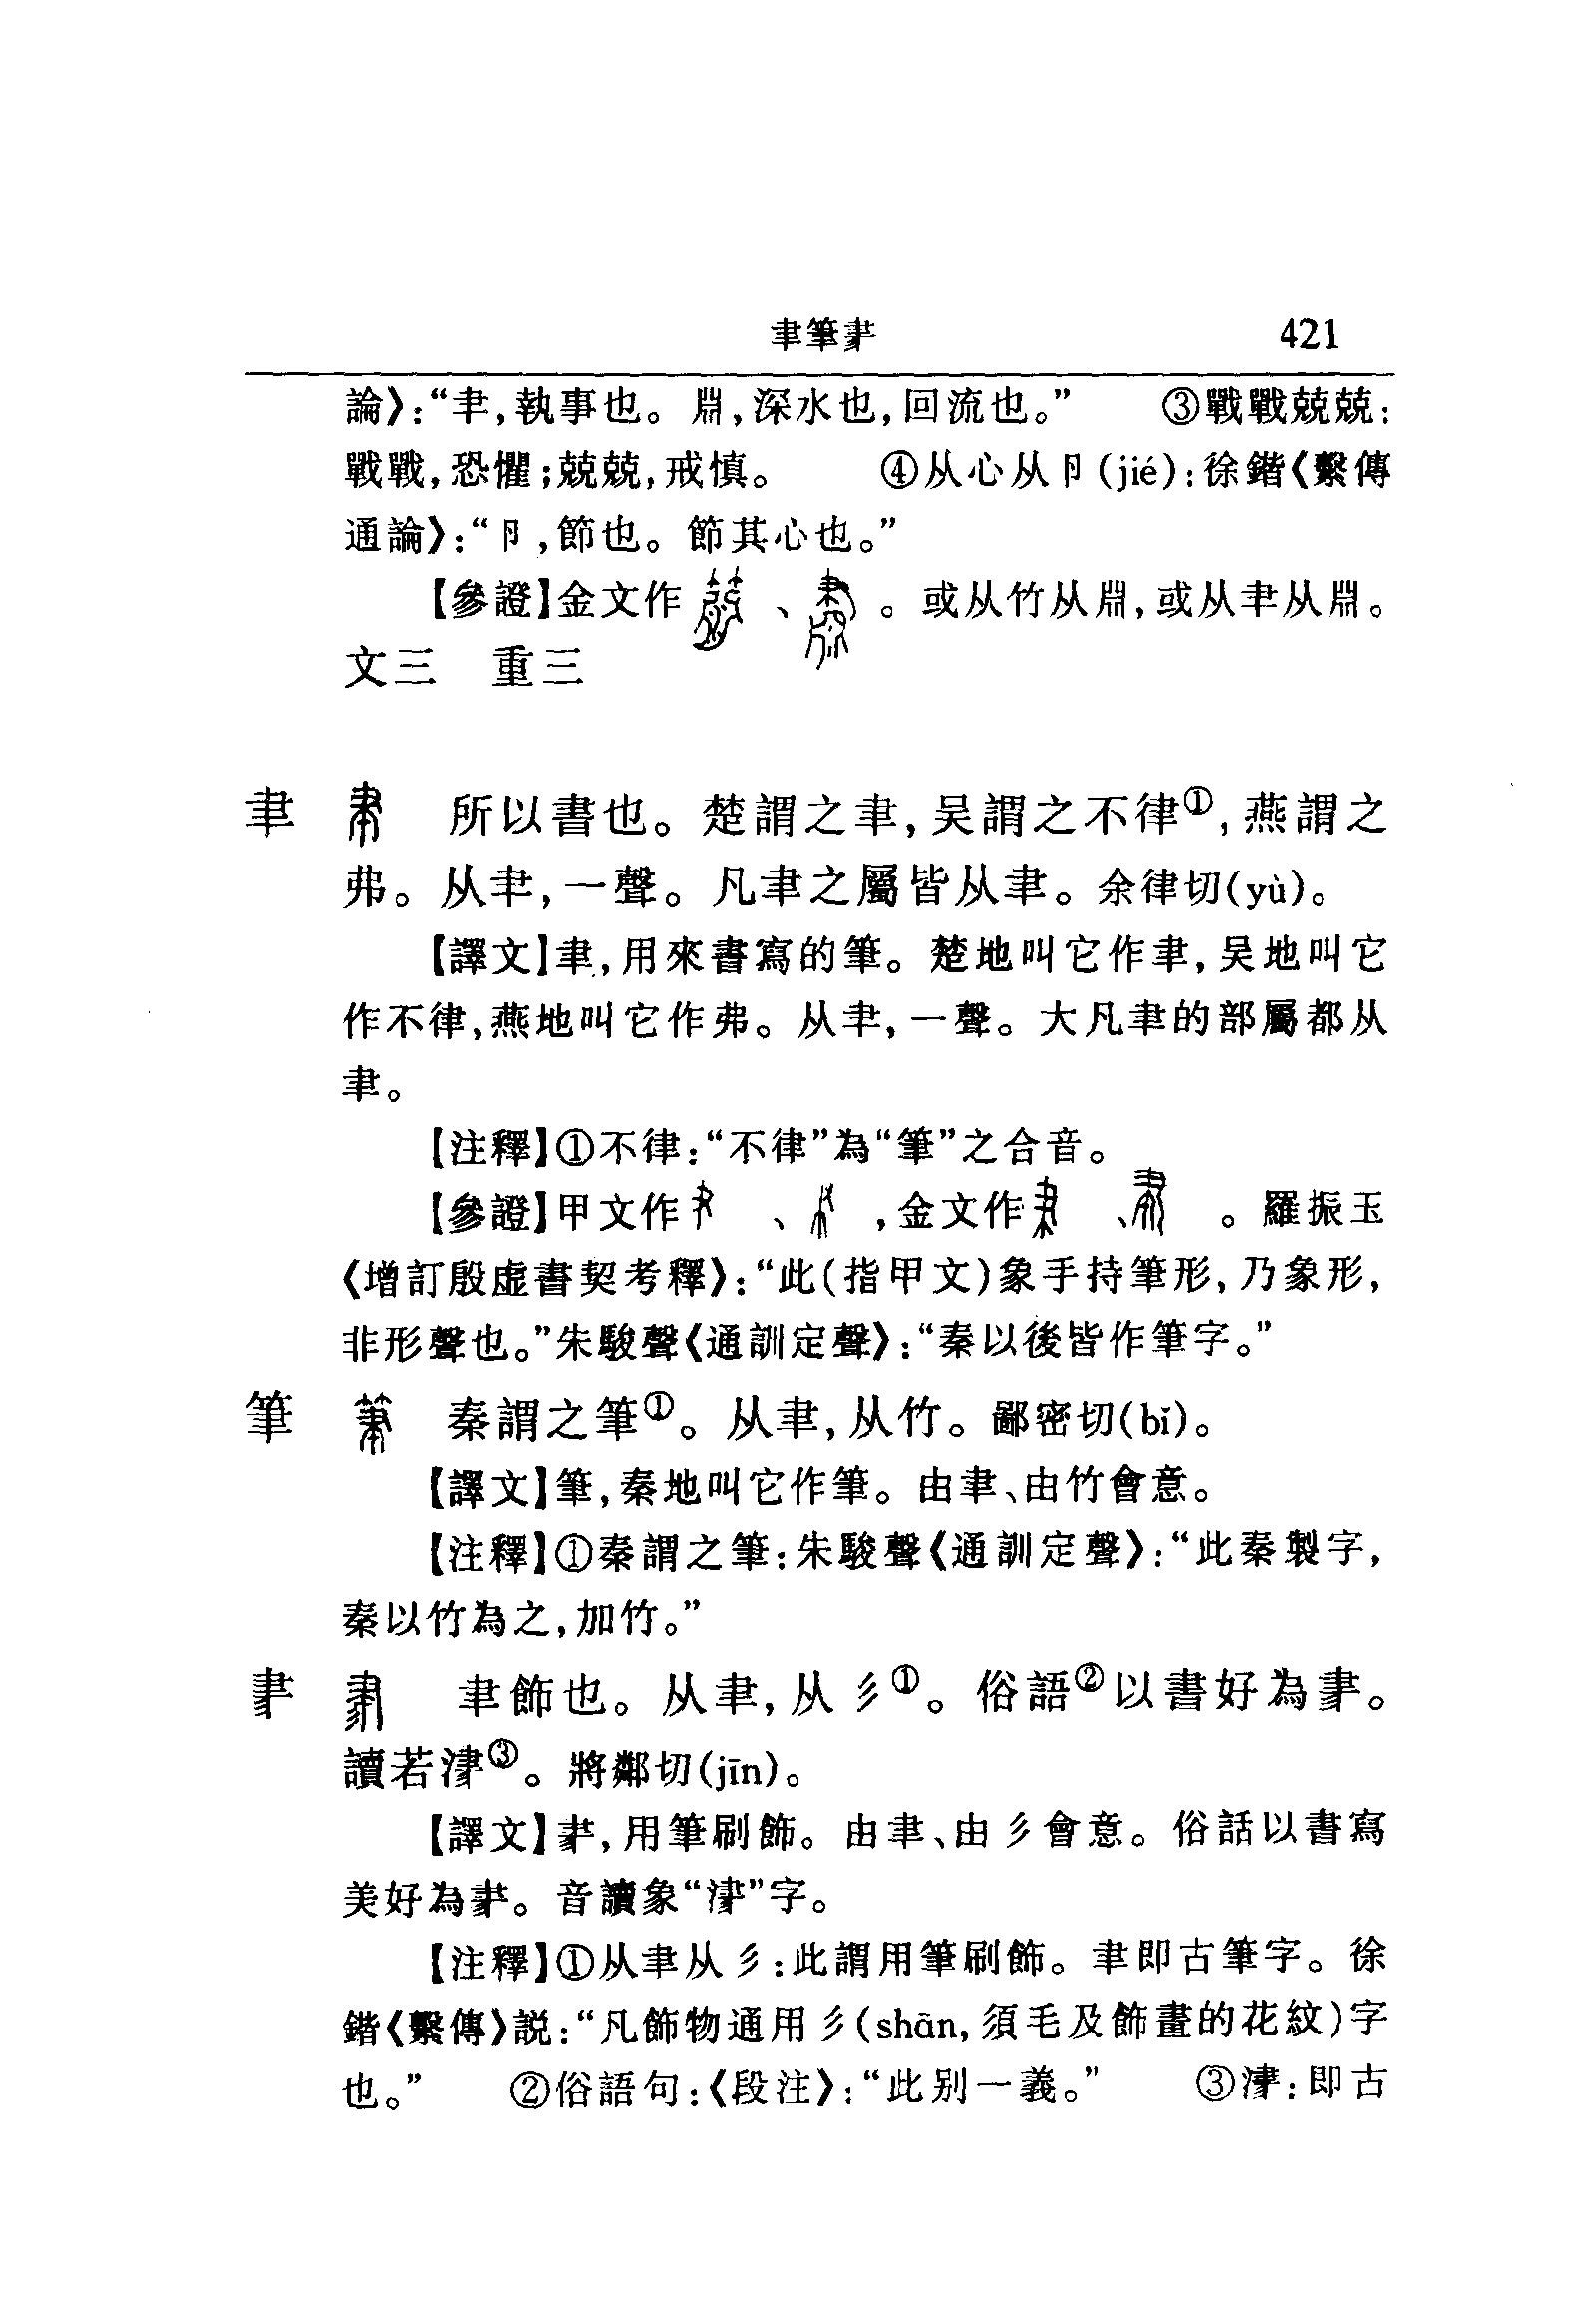 聿筆𦘔 421
論》：“𦘒，執事也。𣶒，深水也，回流也。” ③戰戰兢兢：
戰戰，恐懼；兢兢，戒慎。 ④从心从卪(jié)：徐鍇《繫傳
通論》：“卪，節也。節其心也。”
【參證】金文作 、 。或从竹从𣶒，或从聿从𣶒。
文三 重三
聿 所以書也。楚謂之聿，吴謂之不律①，燕謂之
弗。从𦘒，一聲。凡聿之屬皆从聿。余律切(yù)。
【譯文】聿，用來書寫的筆。楚地叫它作聿，吴地叫它
作不律，燕地叫它作弗。从𦘒，一聲。大凡聿的部屬都从
聿。
【注釋】①不律：“不律”為“筆”之合音。
【參證】甲文作 、 ，金文作 、 。羅振玉
《增訂殷虚書契考釋》：“此(指甲文)象手持筆形，乃象形，
非形聲也。”朱駿聲《通訓定聲》：“秦以後皆作筆字。”
筆 秦謂之筆①。从聿，从竹。鄙密切(bǐ)。
【譯文】筆，秦地叫它作筆。由聿、由竹會意。
【注釋】①秦謂之筆：朱駿聲《通訓定聲》：“此秦製字，
秦以竹為之，加竹。”
𦘔 聿飾也。从聿，从彡①。俗語②以書好為𦘔。
讀若津③。將鄰切(jīn)。
【譯文】𦘔，用筆刷飾。由聿、由彡會意。俗話以書寫
美好為𦘔。音讀象“津”字。
【注釋】①从聿从彡：此謂用筆刷飾。聿即古筆字。徐
鍇《繫傳》説：“凡飾物通用彡(shān，須毛及飾畫的花紋)字
也。” ②俗語句：《段注》：“此别一義。” ③津：即古